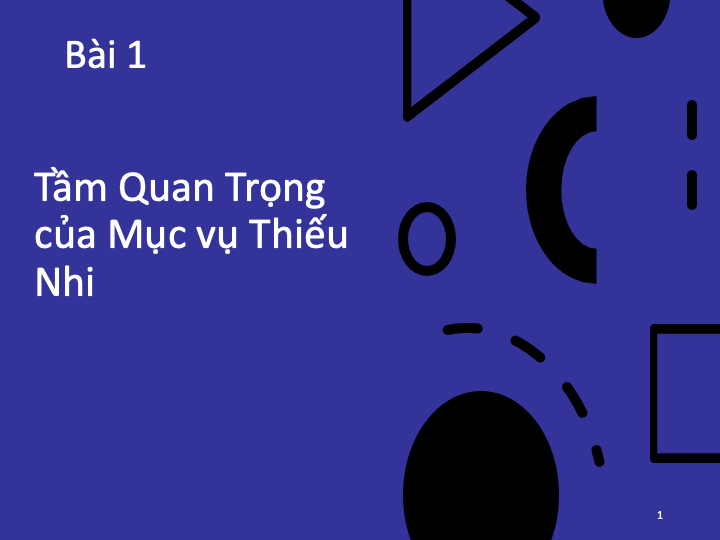 Bài 1
Tầm Quan Trọng
của Mục vụ Thiếu
Nhi
1